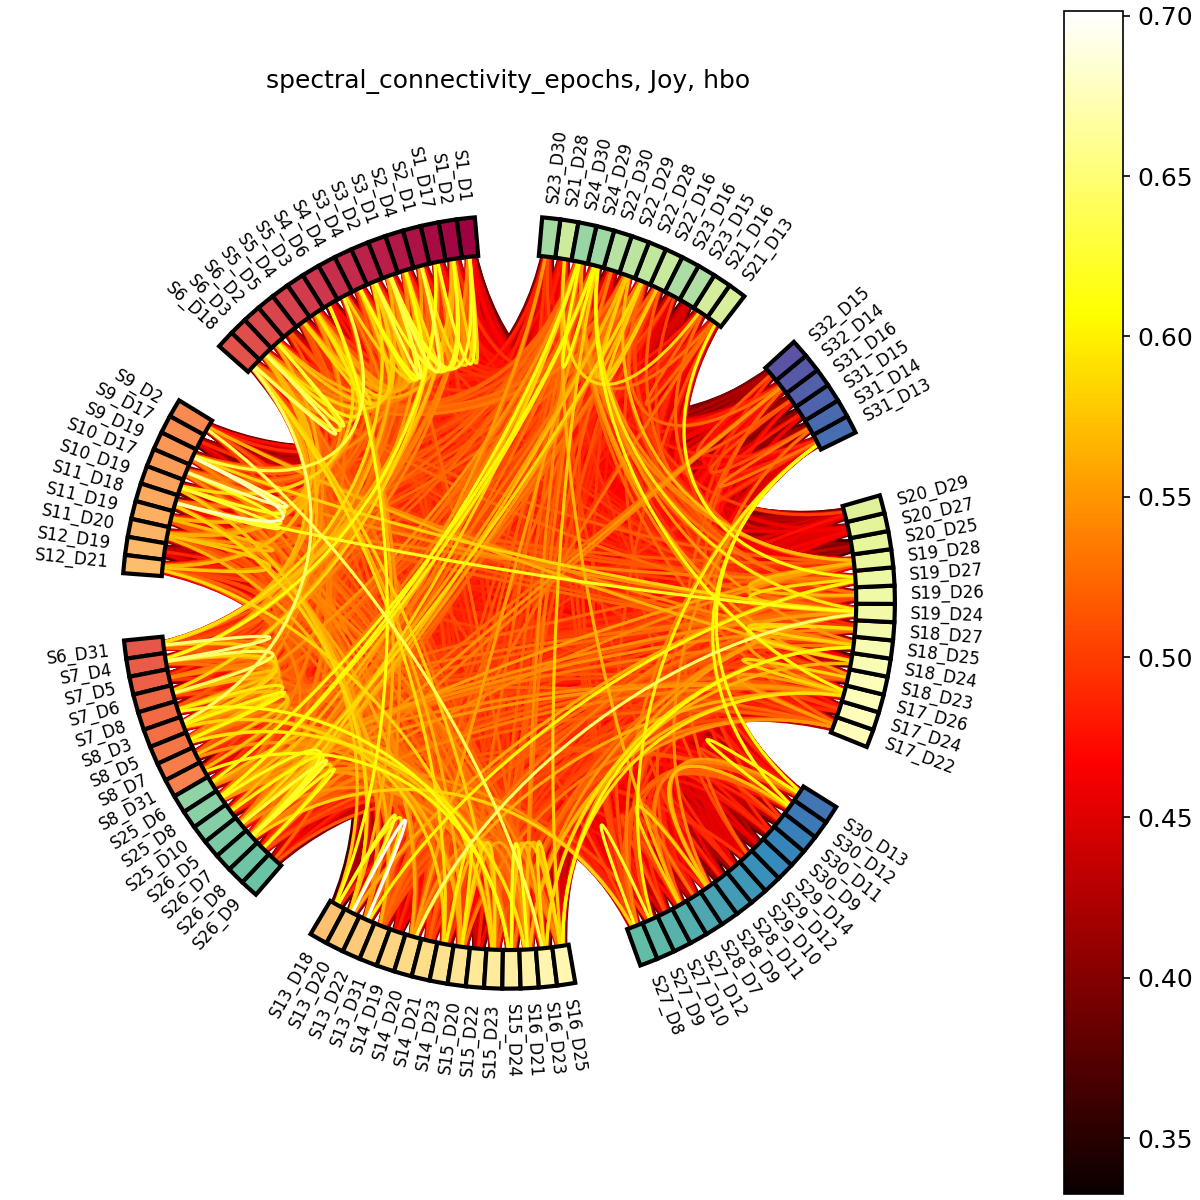 spectral_connectivity_epochs, Joy, hbo
S1_D1
S1_D2
S1_D17
S2_D1
S2_D4
S3_D1
S3_D2
S3_D4
S4_D4
S4_D6
S5_D3
S5_D4
S5_D5
S6_D2
S6_D3
S6_D18
S9_D2
S9_D17
S9_D19
S10_D17
S10_D19
S11_D18
S11_D19
S11_D20
S12_D19
S12_D21
S6_D31
S7_D4
S7_D5
S7_D6
S7_D8
S8_D3
S8_D5
S8_D7
S8_D31
S25_D6
S25_D8
S25_D10
S26_D5
S26_D7
S26_D8
S26_D9
S13_D18
S13_D20
S13_D22
S13_D31
S14_D19
S14_D20
S14_D21
S14_D23
S15_D20
S15_D22
S15_D23
S15_D24
S16_D21
S16_D23
S16_D25
S27_D8
S27_D9
S27_D10
S27_D12
S28_D7
S28_D9
S28_D11
S29_D10
S29_D12
S29_D14
S30_D9
S30_D11
S30_D12
S30_D13
S17_D22
S17_D24
S17_D26
S18_D23
S18_D24
S18_D25
S18_D27
S19_D24
S19_D26
S19_D27
S19_D28
S20_D25
S20_D27
S20_D29
S31_D13
S31_D14
S31_D15
S31_D16
S32_D14
S32_D15
S21_D13
S21_D16
S23_D15
S23_D16
S22_D16
S22_D28
S22_D29
S22_D30
S24_D29
S24_D30
S21_D28
S23_D30
0.70
0.65
0.60
0.55
0.50
0.45
0.40
0.35